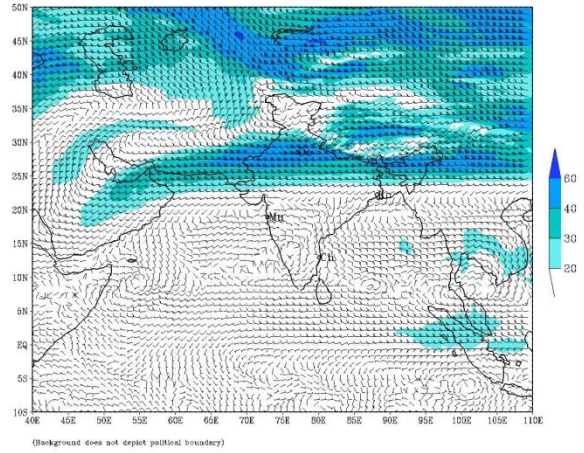 50N
45N
40N
35N
30N
25N
20N
15N
10N
5N
EQ
5S
10S
60
40
30
20
Mu
Ch
40E 45E 50E 55E 60E 65E 70E 75E 80E 85E 90E 95E 100E 105E 110E
(Background does not depict political boundary)